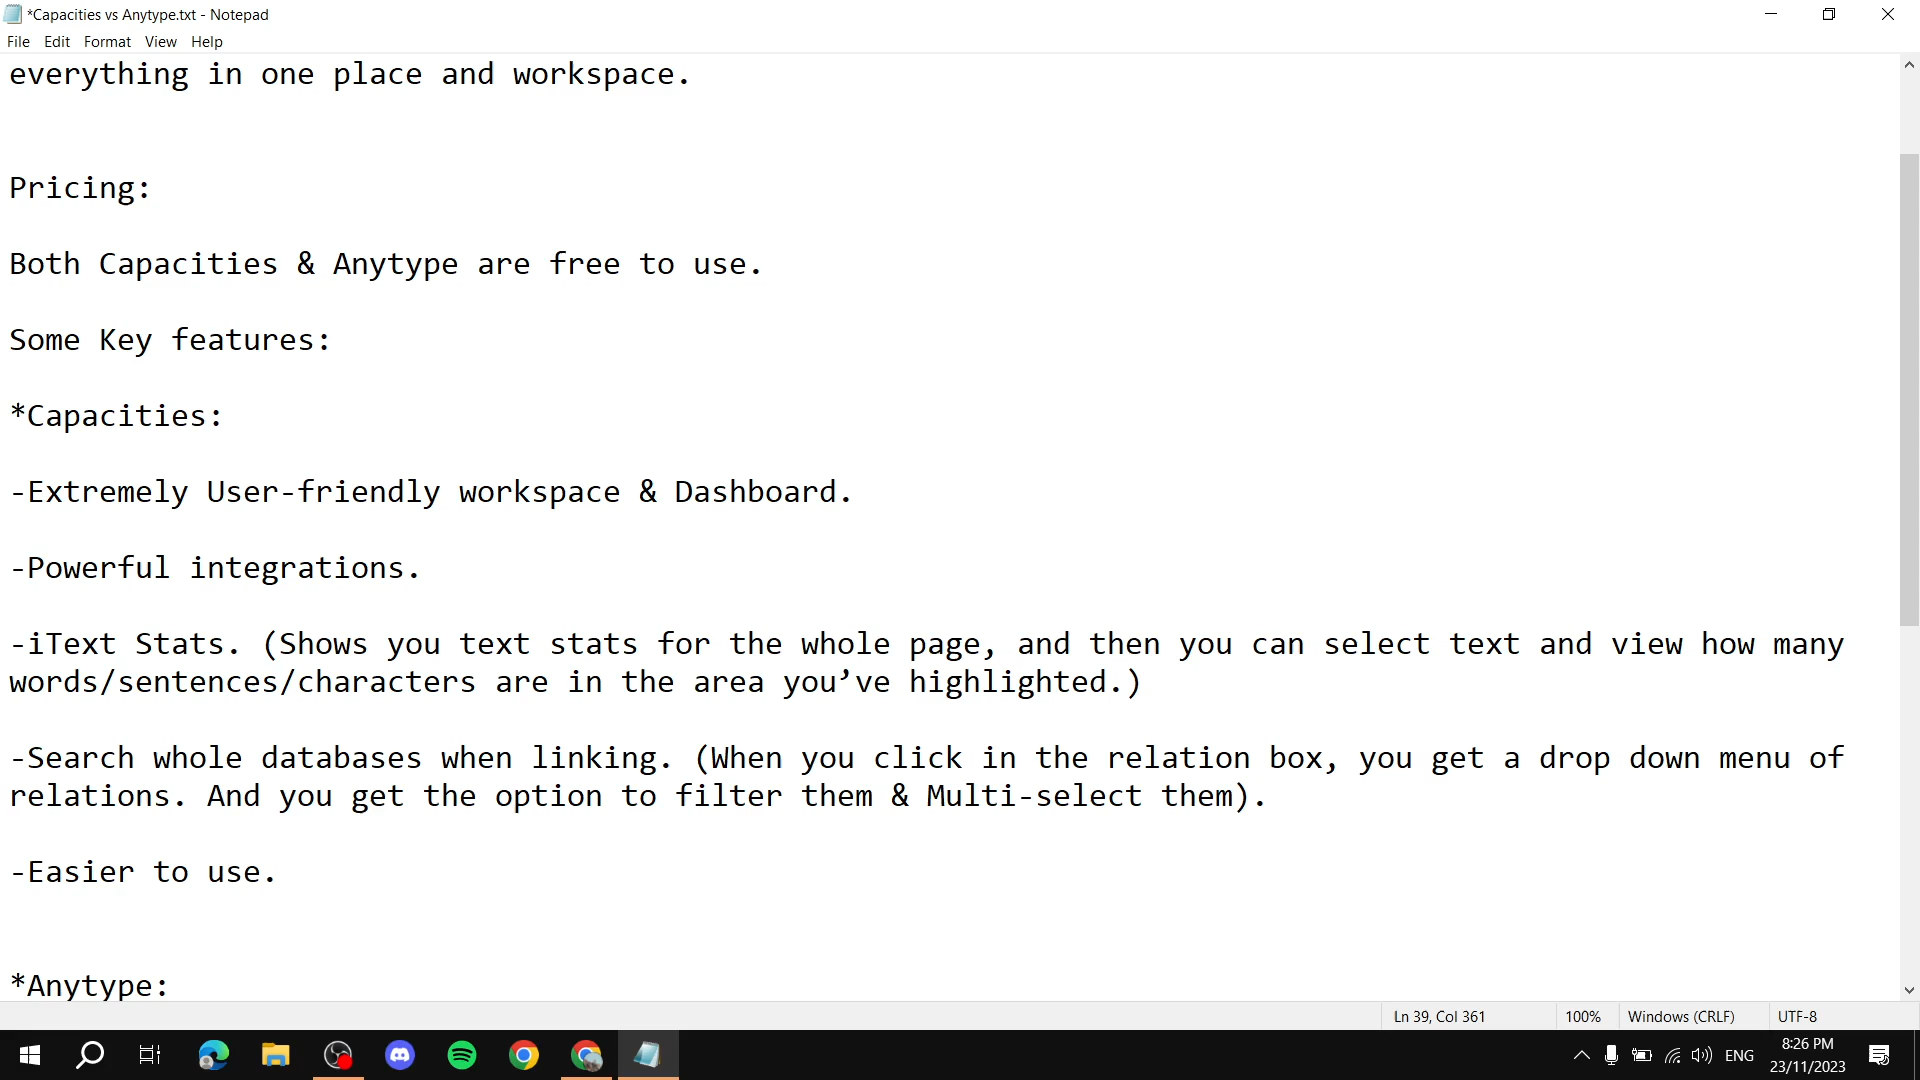 *Capacities vs Anytype.txt - Notepad
File Edit Format View Help
everything in one place and workspace.
Pricing:
Both Capacities & Anytype are free to use.
Some Key features:
*Capacities:
-Extremely User-friendly workspace & Dashboard.
-Powerful integrations.
-iText Stats. (Shows you text stats for the whole page, and then you can select text and view how many
words/sentences/characters are in the area you’ve highlighted.)
-Search whole databases when linking. (When you click in the relation box, you get a drop down menu of
relations. And you get the option to filter them & Multi-select them).
-Easier to use.
*Anytype:
Ln 39, Col 361 100% Windows (CRLF) UTF-8
ENG
8:26 PM
23/11/2023